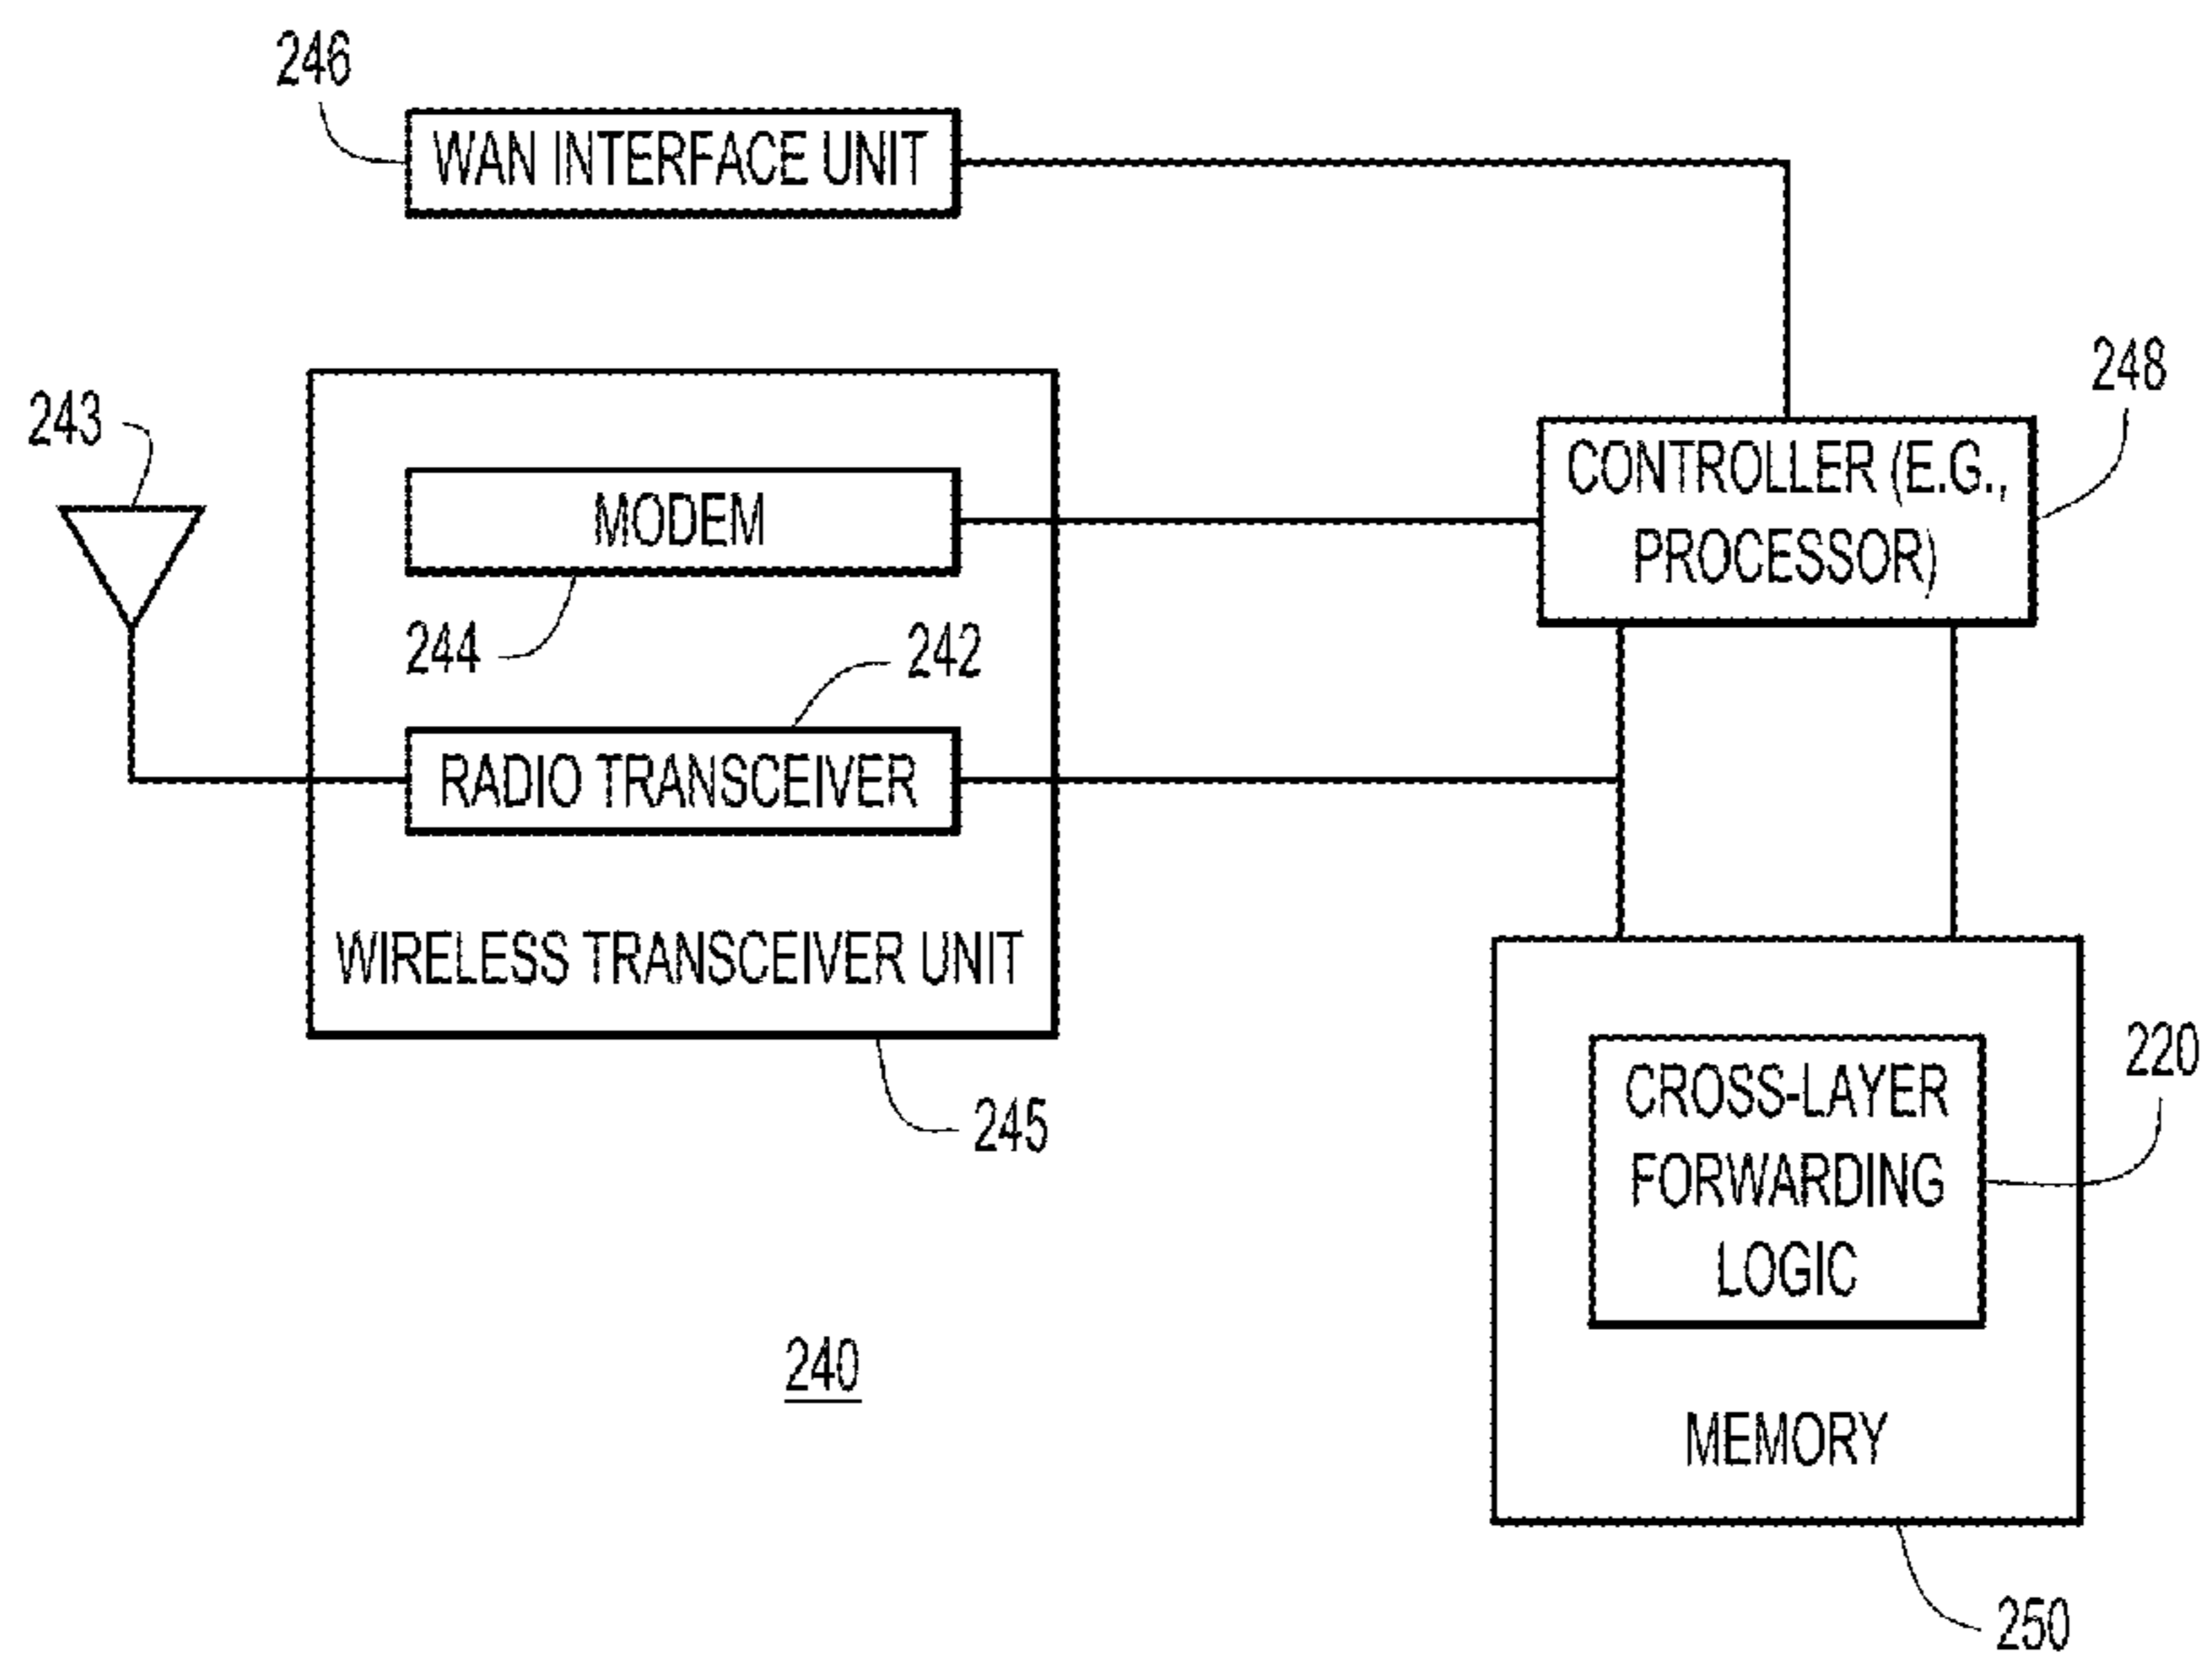 246
WAN INTERFACE UNIT
243
248
CONTROLLER (E.G.,
PROCESSOR)
MODEM
244
242
RADIO TRANSCEIVER
WIRELESS TRANSCEIVER UNIT
245
220
CROSS-LAYER
FORWARDING
LOGIC
MEMORY
240
250